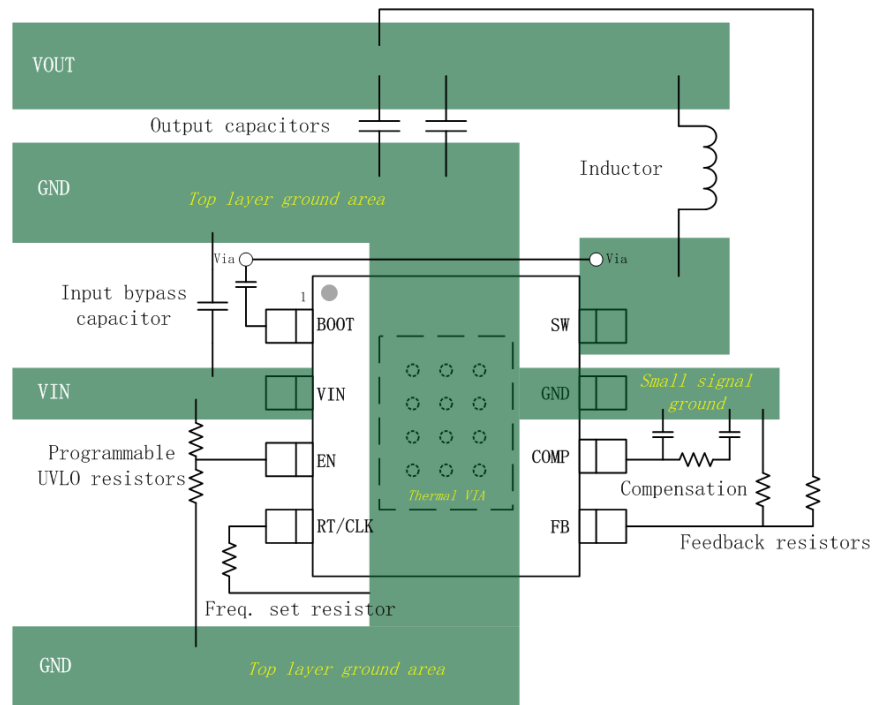 VOUT
Output capacitors
Inductor
GND
Top layer ground area
Via
Via
Input bypass
capacitor
1
BOOT
SW
VIN
VIN
GND
Small signal
ground
Programmable
UVLO resistors
EN
COMP
Compensation
Thermal VIA
RT/CLK
FB
Feedback resistors
Freq. set resistor
GND
Top layer ground area